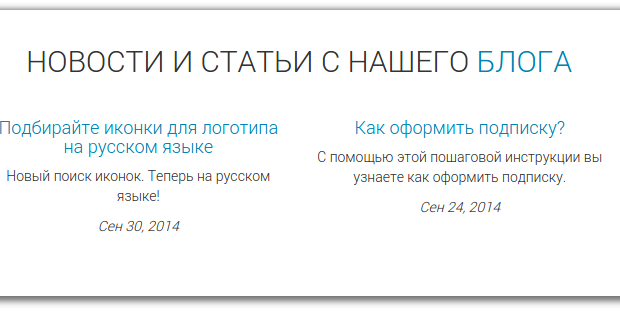 НОВОСТИ И СТАТЬИ С НАШЕГО БЛОГА
Подбирайте иконки для логотипа
на русском языке
Новый поиск иконок. Теперь на русском
языке!
Сен 30, 2014
Как оформить подписку?
С помощью этой пошаговой инструкции вы
узнаете как оформить подписку.
Сен 24, 2014